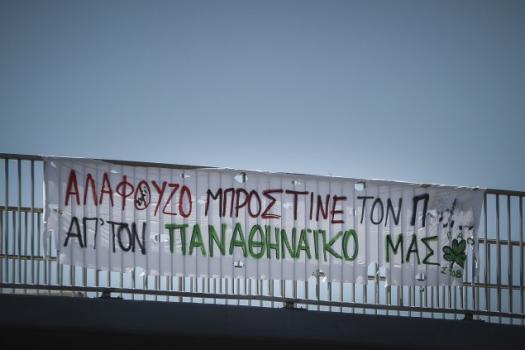 ΑΛΑΦΟΥΖΟ ΜΠΡΟΣΤΙΝΕ ΤΟΝ Π....
ΑΠ'ΤΟΝ ΠΑΝΑΘΗΝΑΪΚΟ ΜΑΣ